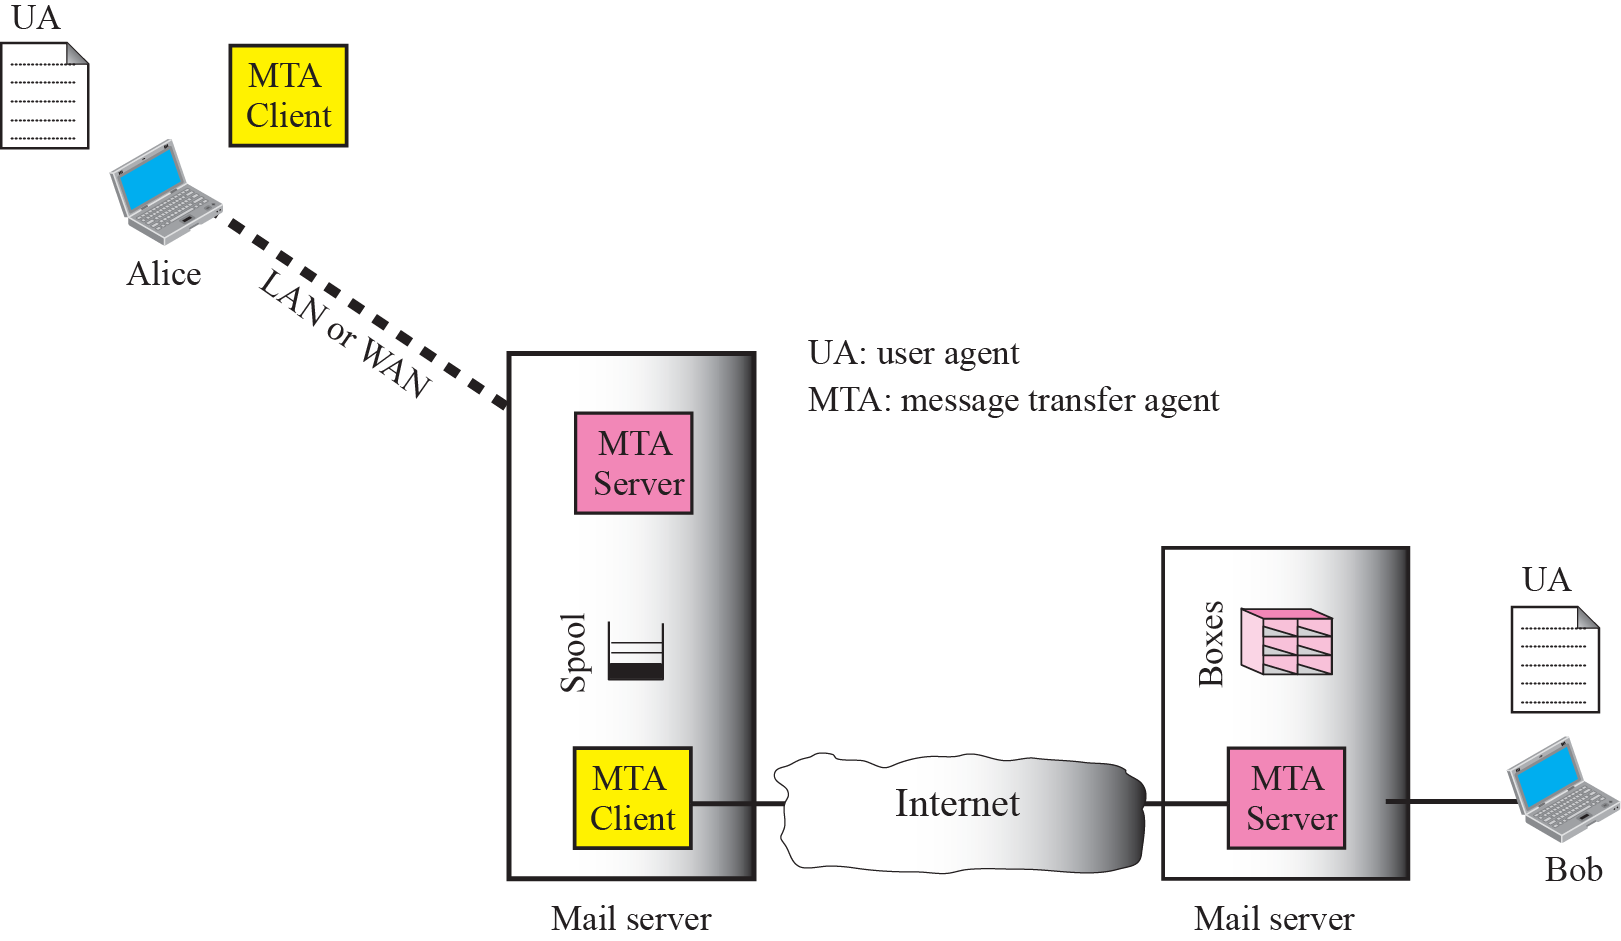 UA
MTA
Client
Alice
LAN or WAN
UA: user agent
MTA: message transfer agent
MTA
Server
Spool
MTA
Client
Mail server
Internet
Boxes
MTA
Server
Mail server
UA
Bob